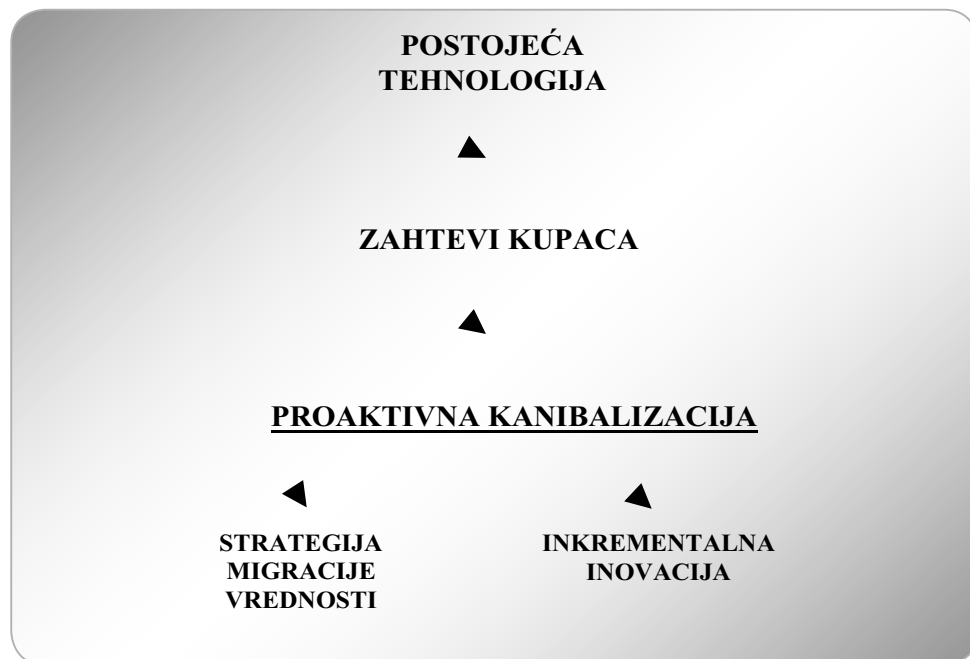 POSTOJEĆA
TEHNOLOGIJA
ZAHTEVI KUPACA
PROAKTIVNA KANIBALIZACIJA
STRATEGIJA
MIGRACIJE
VREDNOSTI
INKREMENTALNA
INOVACIJA